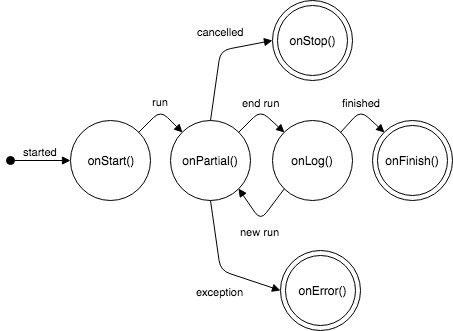 cancelled
onStop()
run
end run
finished
started
onStart()
onPartial()
onLog()
onFinish()
new run
exception
onError()